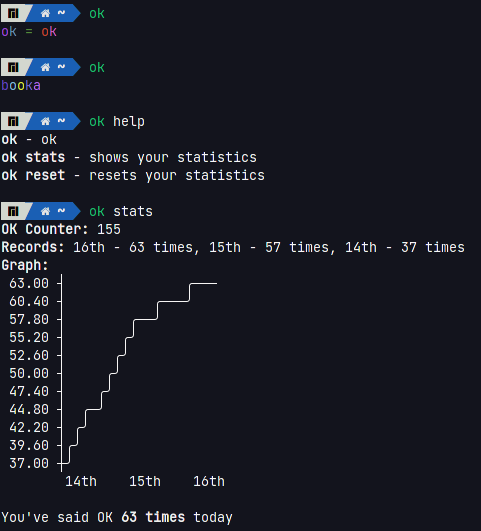 ~ ok
ok = ok
~ ok
booka
~ ok help
ok - ok
ok stats - shows your statistics
ok reset - resets your statistics
~ ok stats
OK Counter: 155
Records: 16th - 63 times, 15th - 57 times, 14th - 37 times
Graph:
63.00
60.40
57.80
55.20
52.60
50.00
47.40
44.80
42.20
39.60
37.00
14th 15th 16th
You've said OK 63 times today